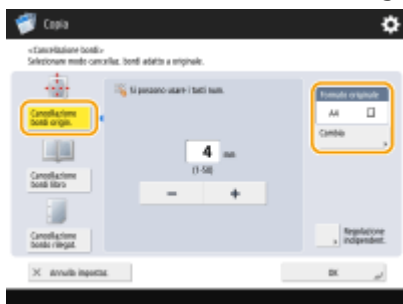 Copia
<Cancellazione bordi>
Selezionare modo cancellaz. bordi adatto a originale.
Cancellazione
bordi origin.
Si possono usare i tasti num.
Formato originale
A4
Cambia
4 mm
(1-50)
Cancellazione
bordi libro
− +
Cancellazione
bordo rilegat.
Regolazione
indipendent.
× Annulla impostaz.
OK